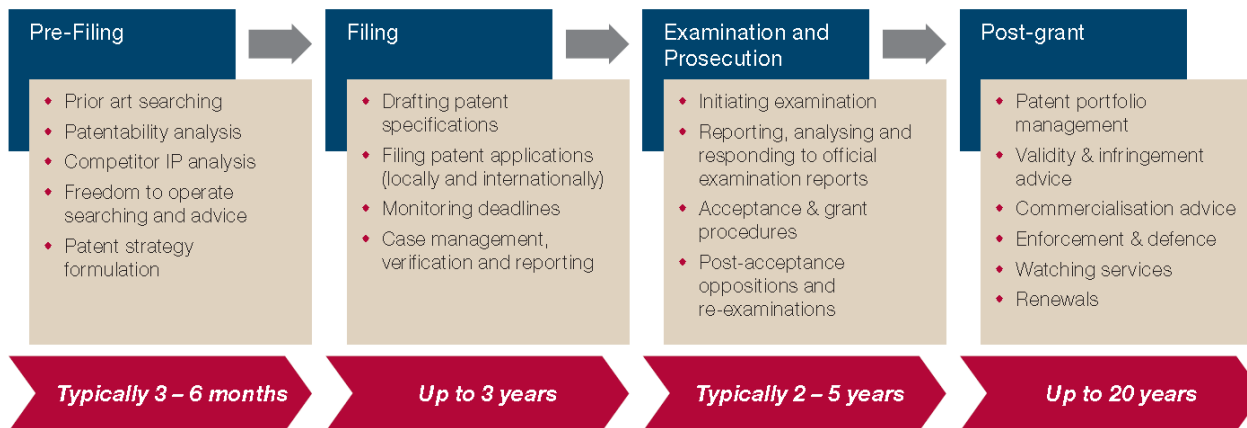 Pre-Filing
Prior art searching
Patentability analysis
Competitor IP analysis
Freedom to operate
searching and advice
Patent strategy
formulation
Typically 3 – 6 months
Filing
Drafting patent
specifications
Filing patent applications
(locally and internationally)
Monitoring deadlines
Case management,
verification and reporting
Up to 3 years
Examination and
Prosecution
Initiating examination
Reporting, analysing and
responding to official
examination reports
Acceptance & grant
procedures
Post-acceptance
oppositions and
re-examinations
Typically 2 – 5 years
Post-grant
Patent portfolio
management
Validity & infringement
advice
Commercialisation advice
Enforcement & defence
Watching services
Renewals
Up to 20 years